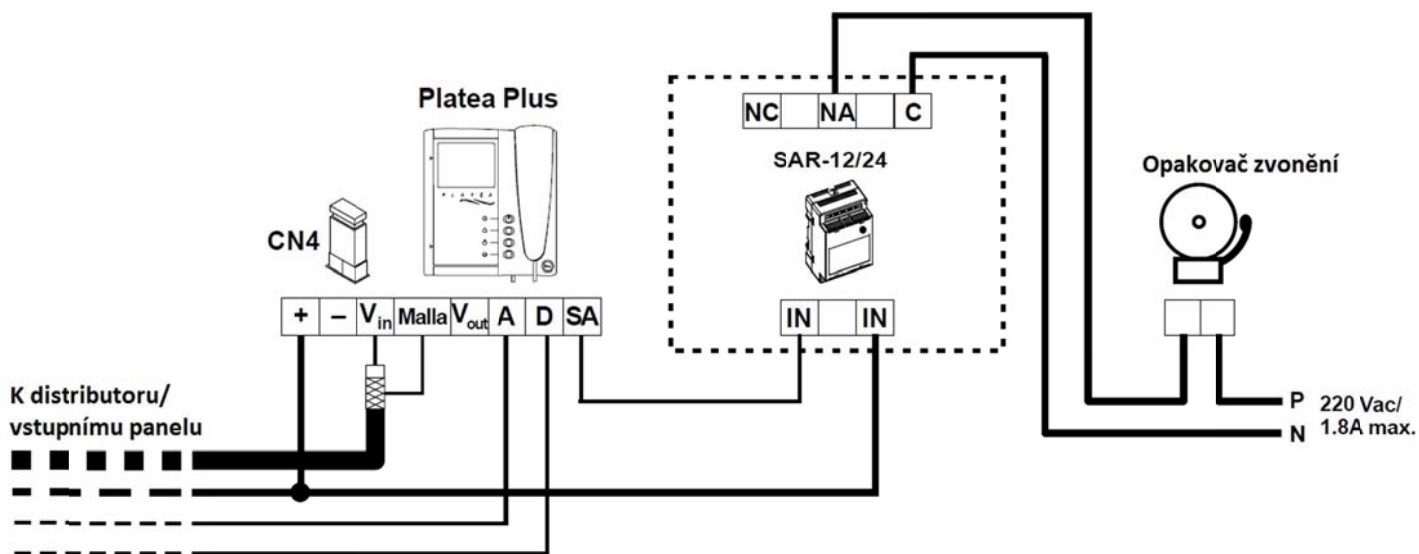 NC NA C
Platea Plus
SAR-12/24
Opakovač zvonění
PLATEA
CN4
+ – Vin Malla Vout A D SA
IN IN
K distributoru/
vstupnímu panelu
P
N
220 Vac/
1.8A max.